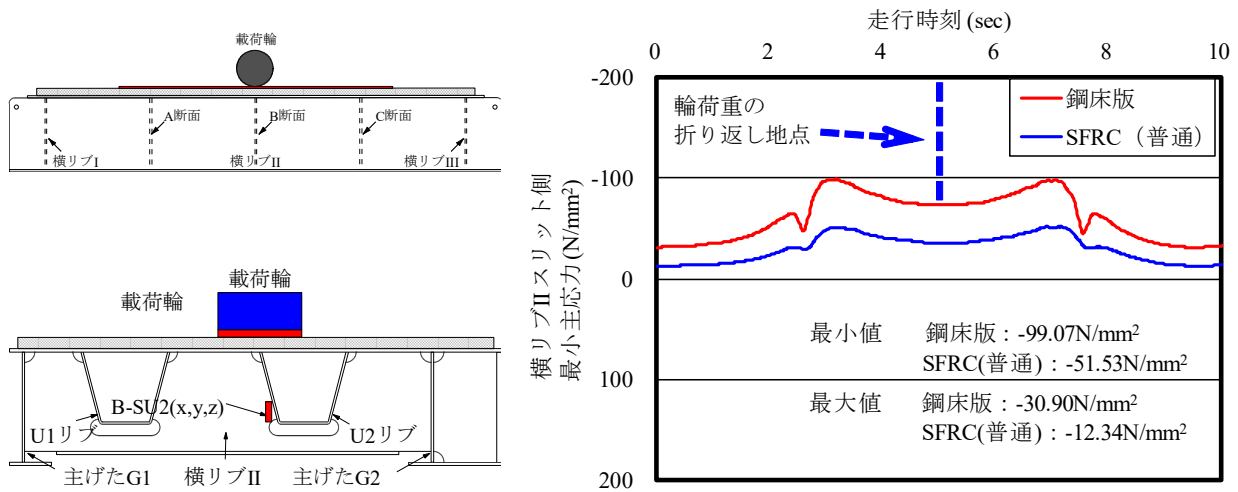 載荷輪
A断面
B断面
C断面
横リブI
横リブII
横リブIII
載荷輪
載荷輪
B-SU2(x,y,z)
U1リブ
U2リブ
主げたG1
横リブII
主げたG2
走行時刻 (sec)
0 2 4 6 8 10
-200
-100
0
100
200
横リブIIスリット側
最小主応力(N/mm²)
輪荷重の
折り返し地点
鋼床版
SFRC（普通）
最小値 鋼床版：-99.07N/mm²
SFRC(普通)：-51.53N/mm²
最大値 鋼床版：-30.90N/mm²
SFRC(普通)：-12.34N/mm²